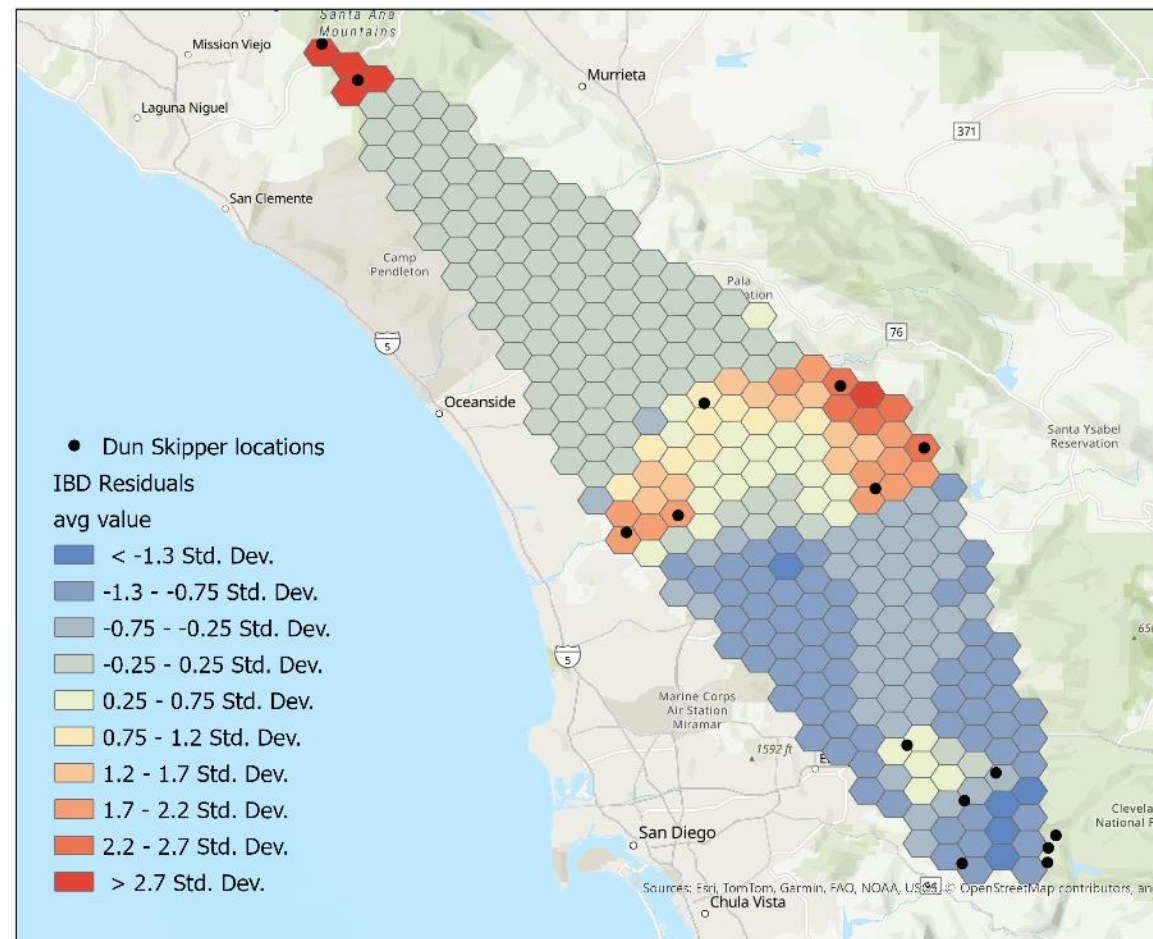 Santa Ana
Mountains
Mission Viejo
Murrieta
Laguna Niguel
371
San Clemente
Camp
Pendleton
Pala
76
5
Oceanside
Santa Ysabel
Reservation
Dun Skipper locations
IBD Residuals
avg value
< -1.3 Std. Dev.
-1.3 - -0.75 Std. Dev.
-0.75 - -0.25 Std. Dev.
-0.25 - 0.25 Std. Dev.
0.25 - 0.75 Std. Dev.
0.75 - 1.2 Std. Dev.
1.2 - 1.7 Std. Dev.
1.7 - 2.2 Std. Dev.
2.2 - 2.7 Std. Dev.
> 2.7 Std. Dev.
5
Marine Corps
Air Station
Miramar
1592 ft
San Diego
National
Chula Vista
94
Sources: Esri, TomTom, Garmin, FAO, NOAA, USGS, © OpenStreetMap contributors, and